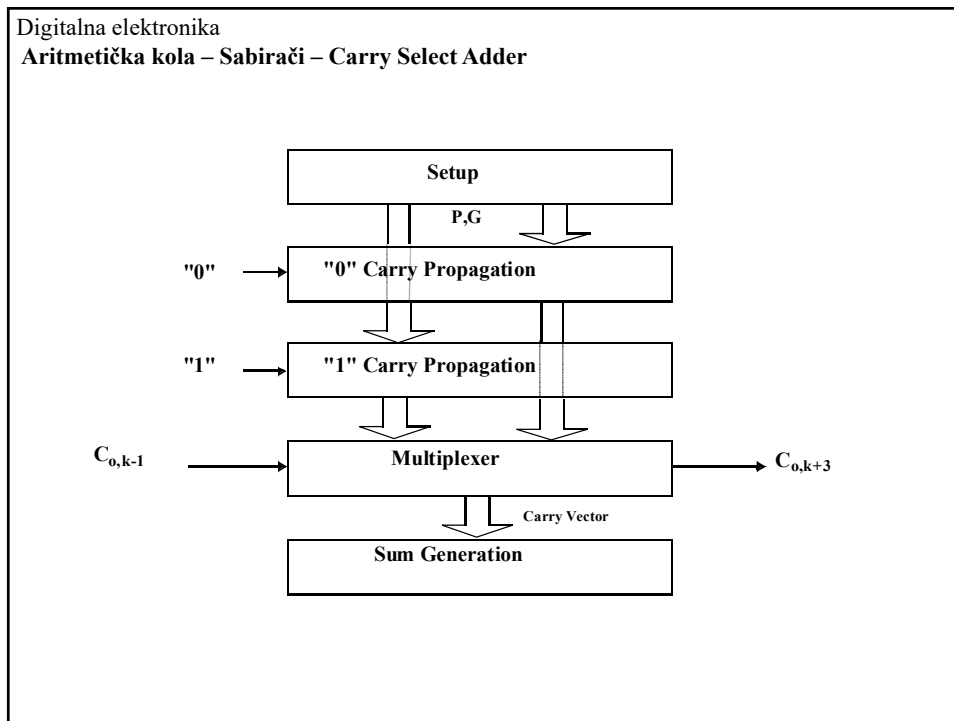 Digitalna elektronika
Aritmetička kola – Sabirači – Carry Select Adder
Setup
P,G
"0"
"0" Carry Propagation
"1"
"1" Carry Propagation
Co,k-1
Multiplexer
Co,k+3
Carry Vector
Sum Generation